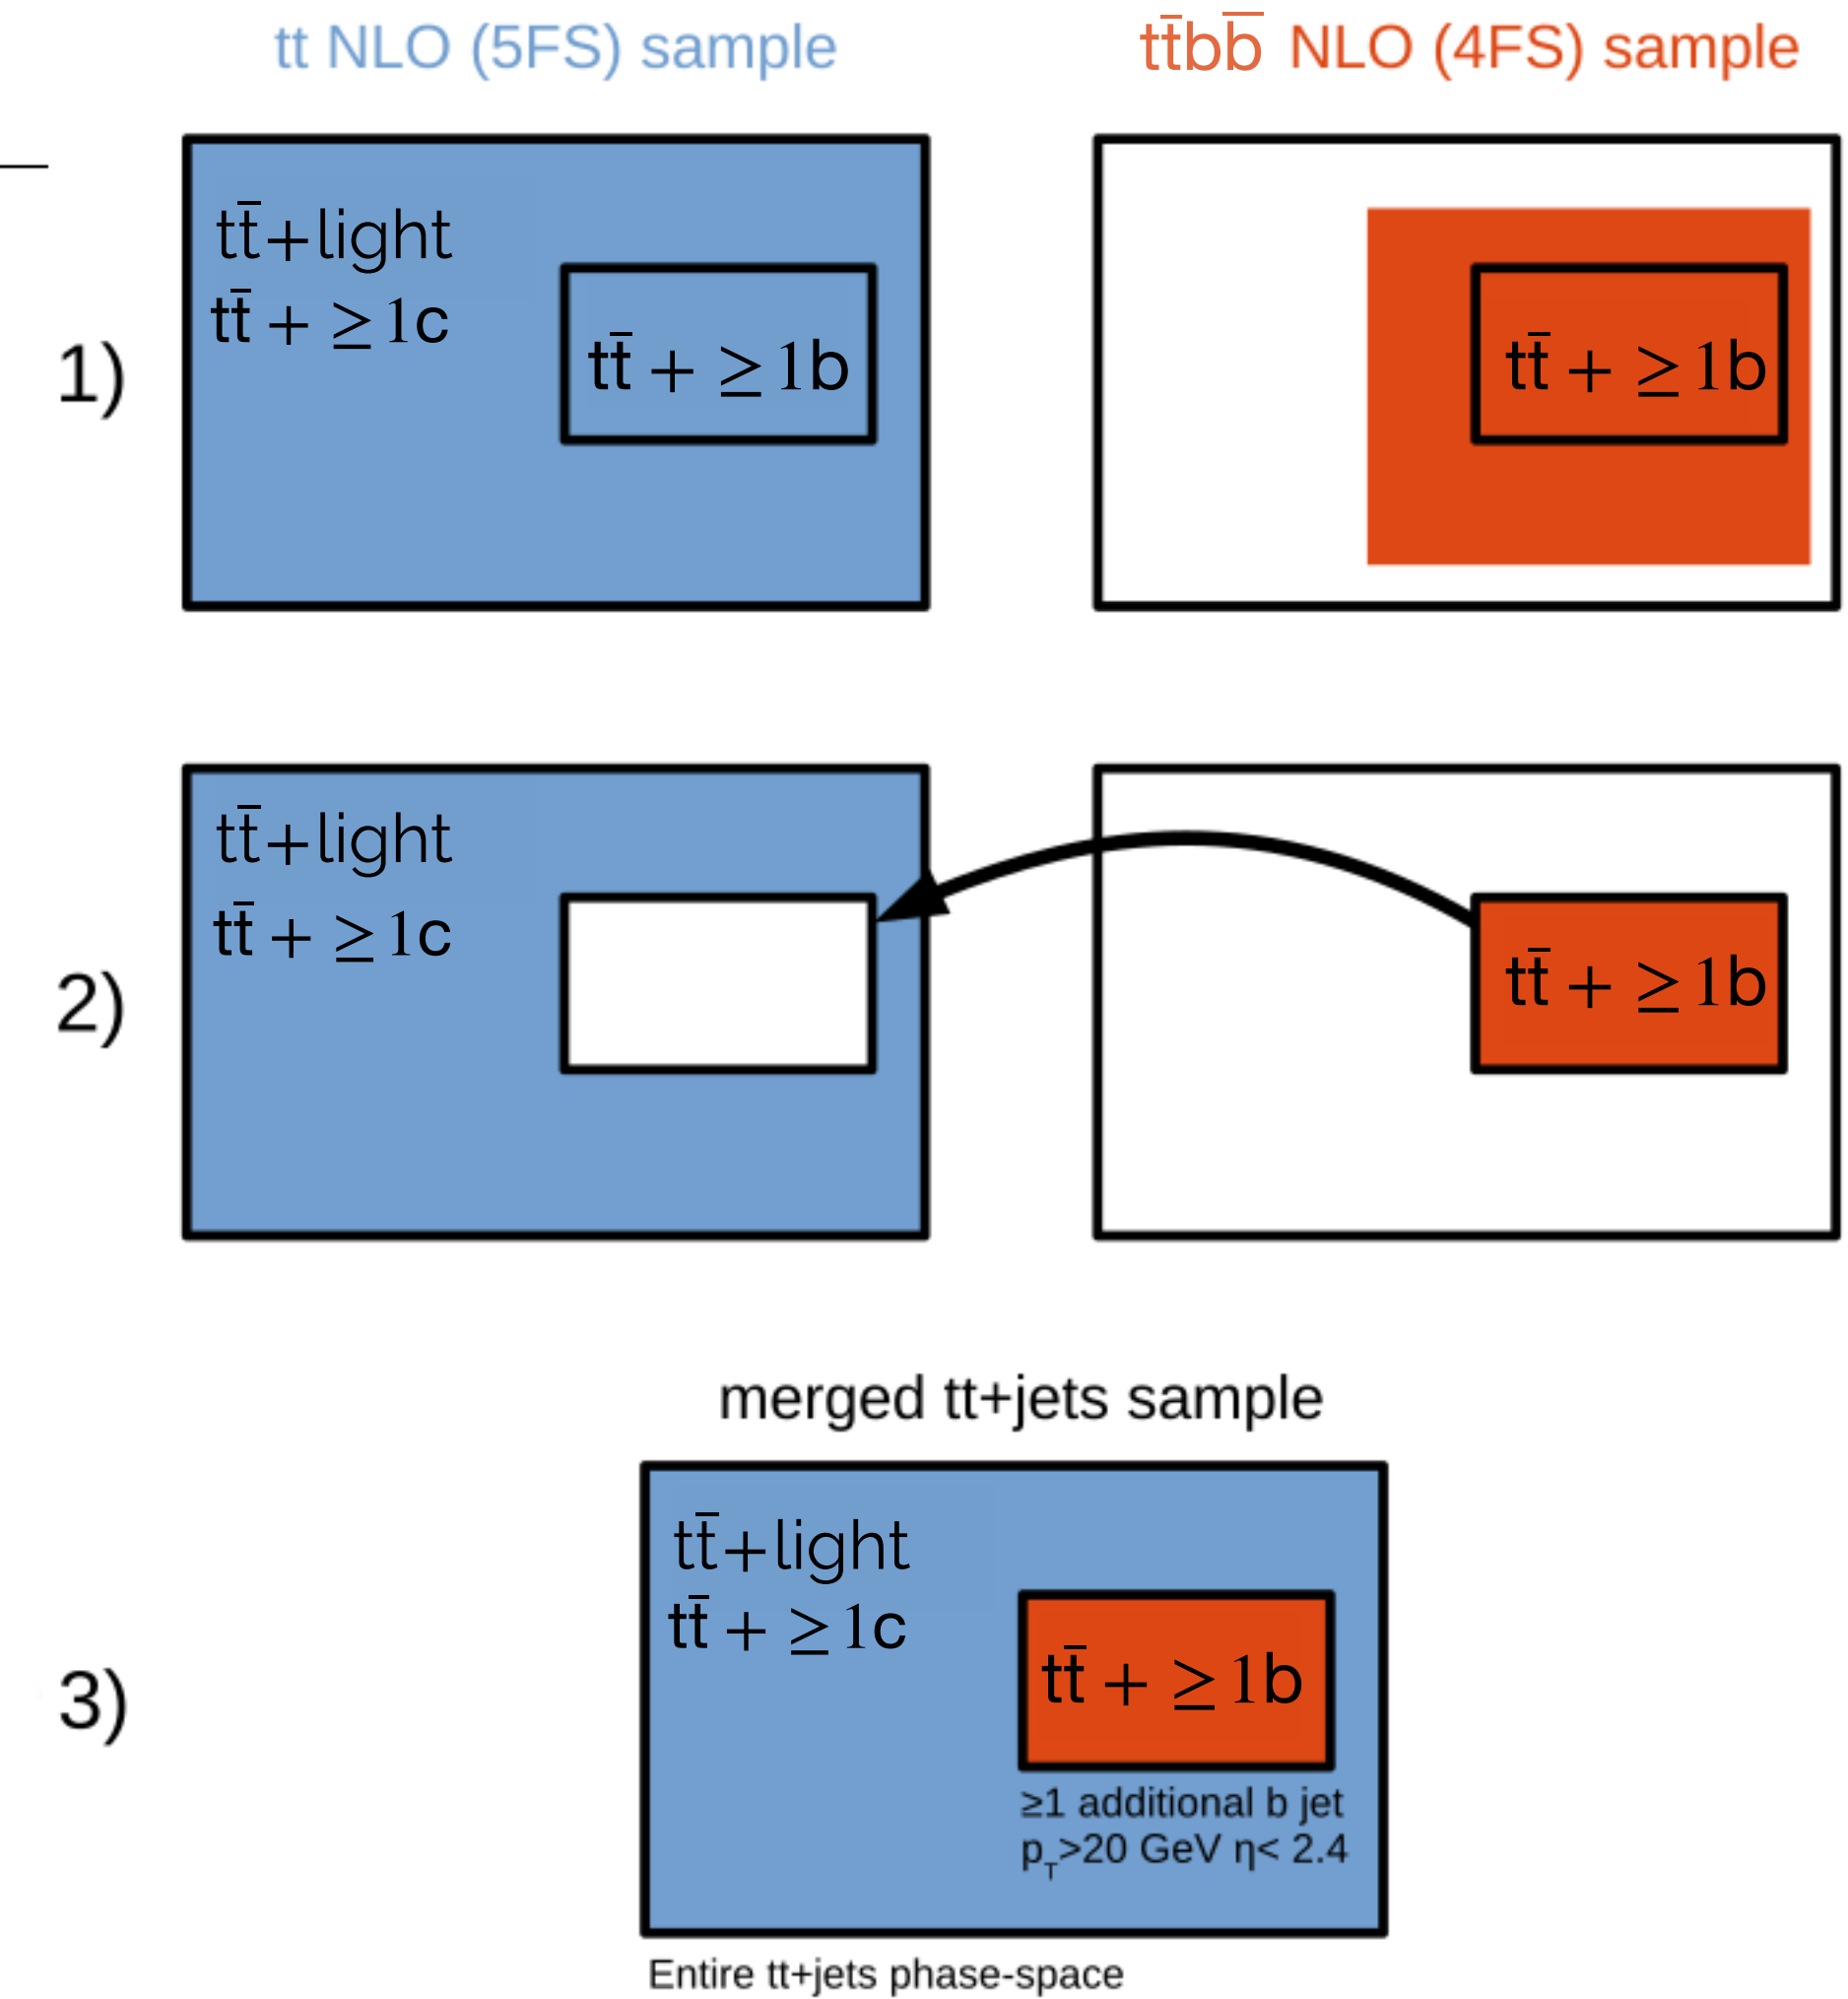 tt NLO (5FS) sample
tt̄bb̄ NLO (4FS) sample
1)
tt̄+light
tt̄ + ≥1c
tt̄ + ≥1b
tt̄ + ≥1b
2)
tt̄+light
tt̄ + ≥1c
tt̄ + ≥1b
merged tt+jets sample
3)
tt̄+light
tt̄ + ≥1c
tt̄ + ≥1b
≥1 additional b jet
p_T>20 GeV η< 2.4
Entire tt+jets phase-space